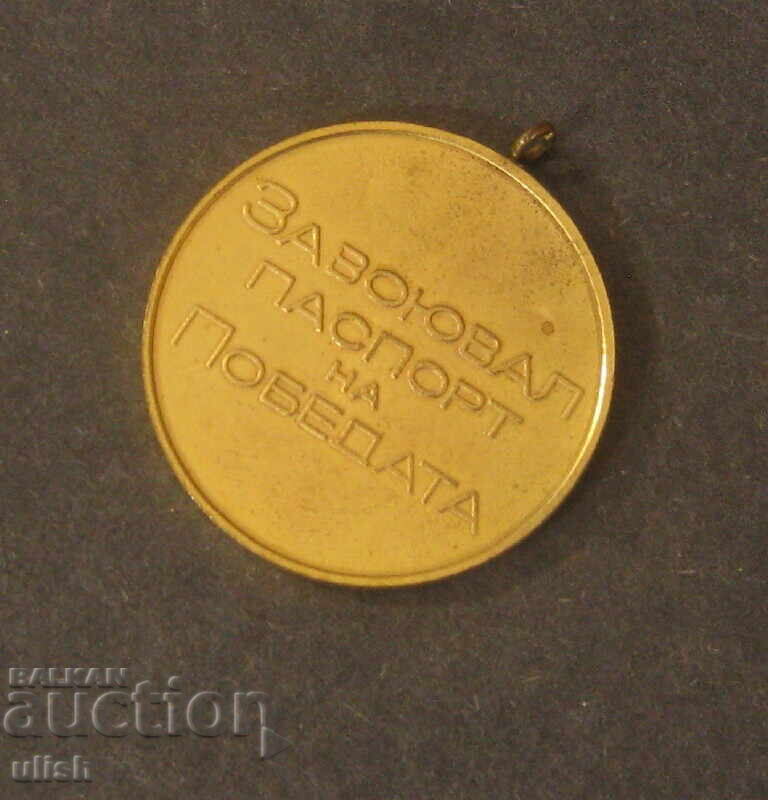 ЗАВОЮВАЛ
ПАСПОРТ
НА
ПОБЕДАТА
BALKAN
auction
ulish